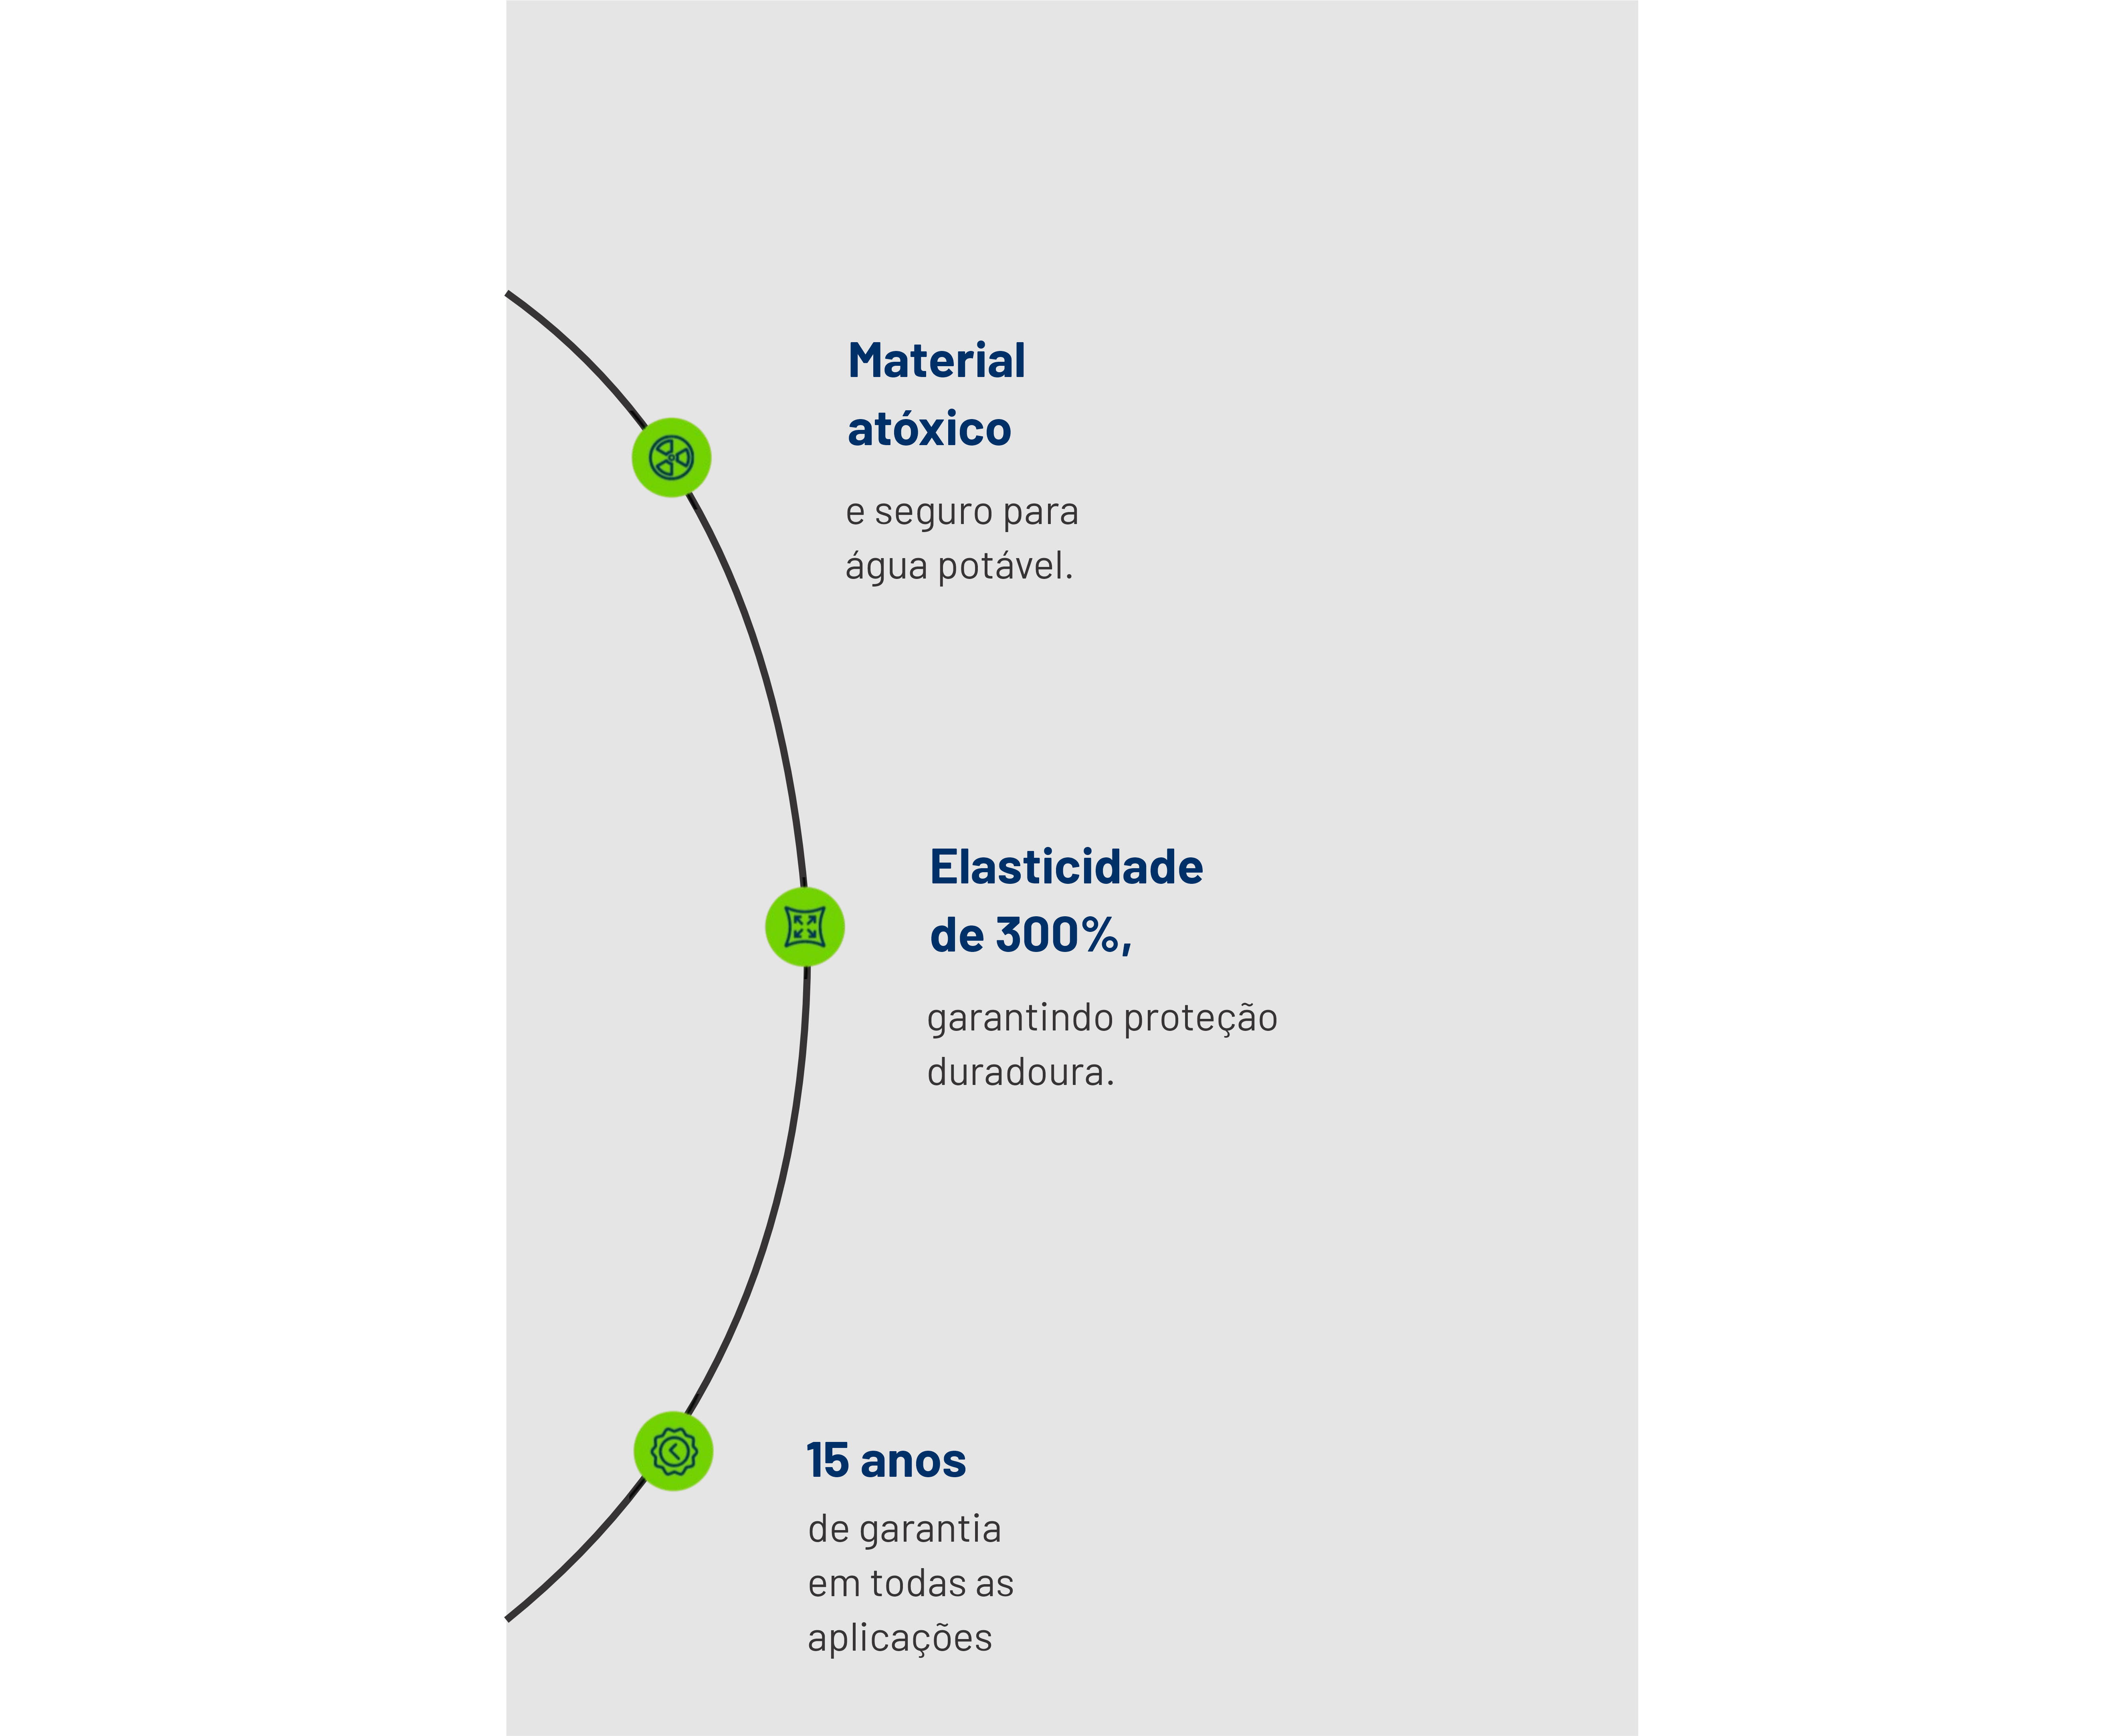 Material
atóxico
e seguro para
água potável.
Elasticidade
de 300%,
garantindo proteção
duradoura.
15 anos
de garantia
em todas as
aplicações